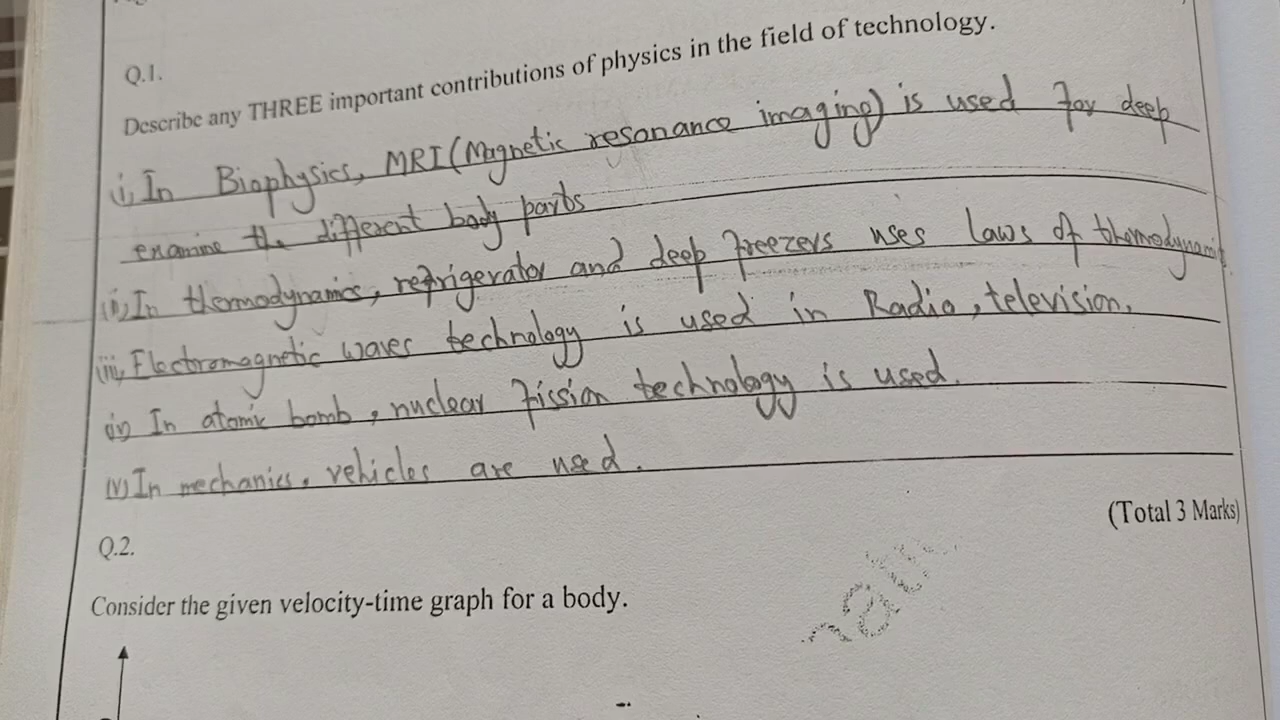 Q.1.
Describe any THREE important contributions of physics in the field of technology.
(i) In Biophysics, MRI (Magnetic resonance imaging) is used for deep
examine the different body parts
(ii) In thermodynamics, refrigerator and deep freezers uses laws of thermodynamics
(iii) Electromagnetic waves technology is used in Radio, television.
(iv) In atomic bomb, nuclear fission technology is used.
(v) In mechanics, vehicles are used.
(Total 3 Marks)
Q.2.
Consider the given velocity-time graph for a body.